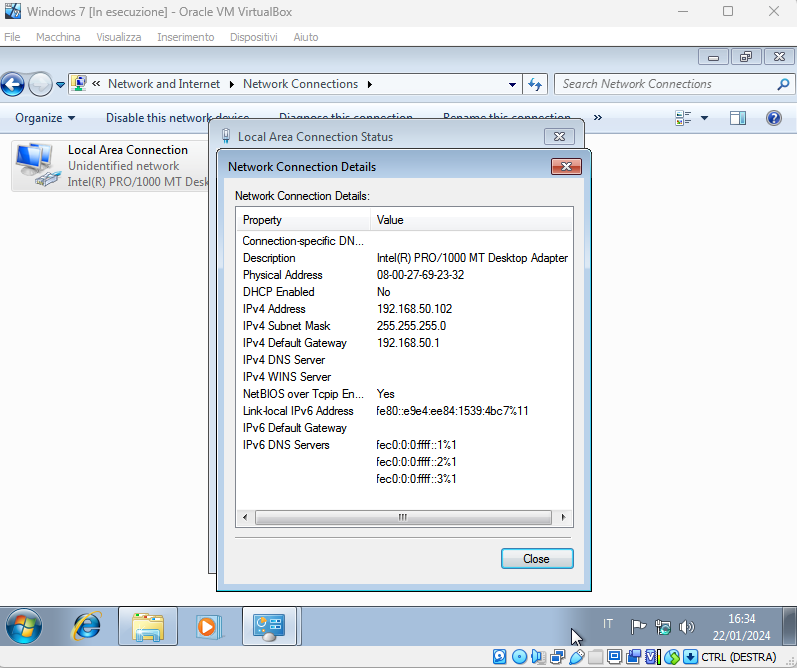 Windows 7 [In esecuzione] - Oracle VM VirtualBox
File Macchina Visualizza Inserimento Dispositivi Aiuto
« Network and Internet Network Connections Search Network Connections
Organize Disable this network device Diagnose this connection Rename this connection »
Local Area Connection
Unidentified network
Intel(R) PRO/1000 MT Desk
Local Area Connection Status
Network Connection Details
Network Connection Details:
Property Value
Connection-specific DN...
Description Intel(R) PRO/1000 MT Desktop Adapter
Physical Address 08-00-27-69-23-32
DHCP Enabled No
IPv4 Address 192.168.50.102
IPv4 Subnet Mask 255.255.255.0
IPv4 Default Gateway 192.168.50.1
IPv4 DNS Server
IPv4 WINS Server
NetBIOS over Tcpip En... Yes
Link-local IPv6 Address fe80::e9e4:ee84:1539:4bc7%11
IPv6 Default Gateway
IPv6 DNS Servers fec0:0:0:ffff::1%1
fec0:0:0:ffff::2%1
fec0:0:0:ffff::3%1
Close
IT 16:34
22/01/2024
CTRL (DESTRA)